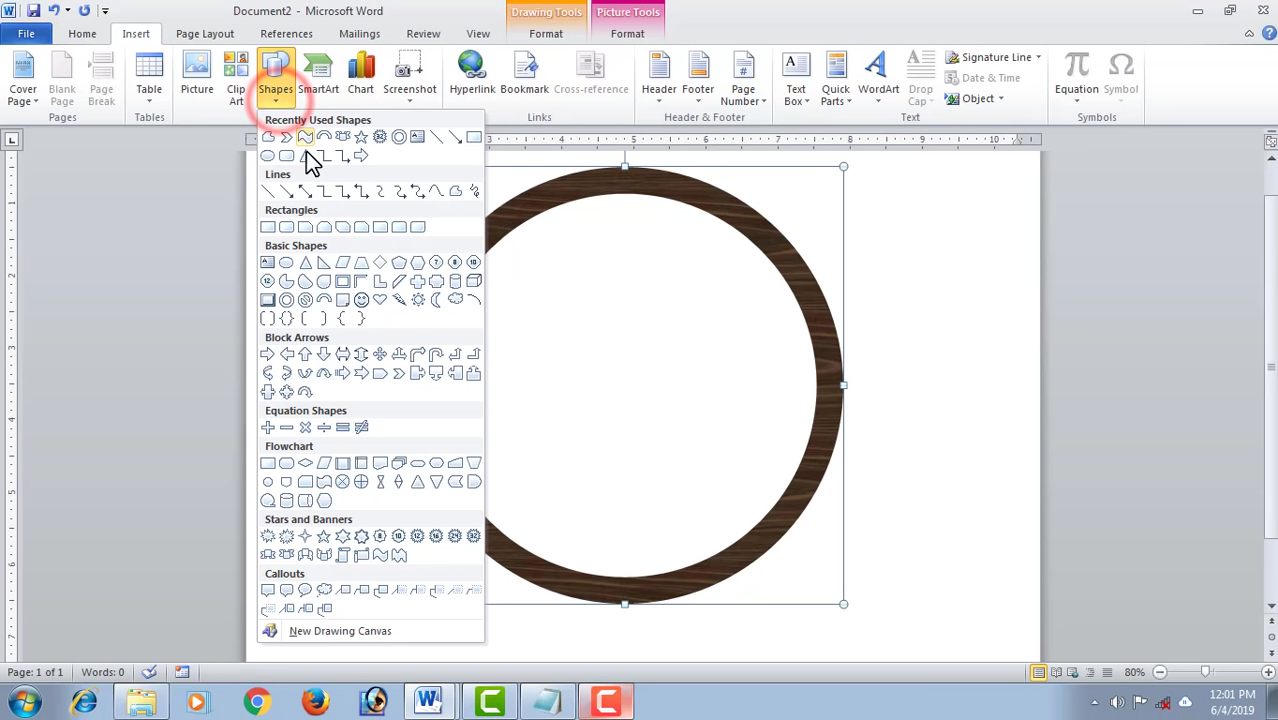 Document2 - Microsoft Word
Drawing Tools
Picture Tools
File
Home
Insert
Page Layout
References
Mailings
Review
View
Format
Format
Cover Page
Blank Page
Page Break
Table
Picture
Clip Art
Shapes
SmartArt
Chart
Screenshot
Hyperlink
Bookmark
Cross-reference
Header
Footer
Page Number
Text Box
Quick Parts
WordArt
Drop Cap
Signature Line
Date & Time
Object
Equation
Symbol
Pages
Tables
Links
Header & Footer
Text
Symbols
Recently Used Shapes
Lines
Rectangles
Basic Shapes
Block Arrows
Equation Shapes
Flowchart
Stars and Banners
Callouts
New Drawing Canvas
Page: 1 of 1
Words: 0
80%
12:01 PM
6/4/2019